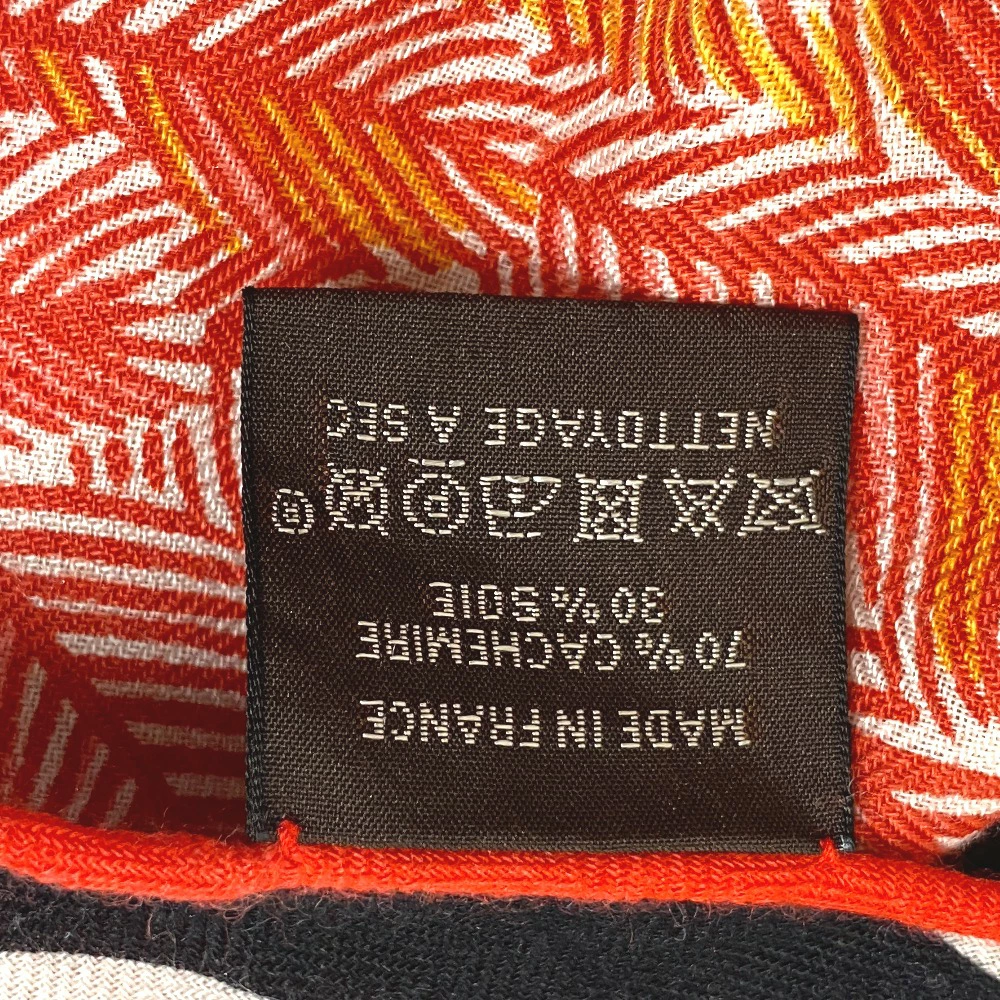 MADE IN FRANCE
70% CACHEMIRE
30% SOIE
P W ®
NETTOYAGE A SEC